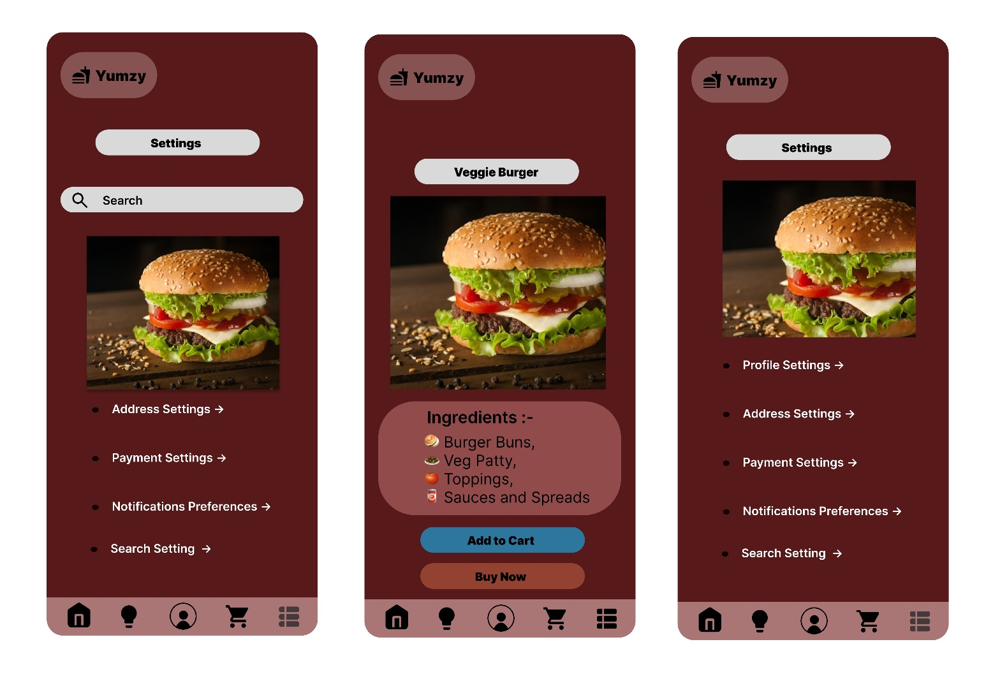 Yumzy
Settings
Search
Address Settings →
Payment Settings →
Notifications Preferences →
Search Setting →
Yumzy
Veggie Burger
Ingredients :-
Burger Buns,
Veg Patty,
Toppings,
Sauces and Spreads
Add to Cart
Buy Now
Yumzy
Settings
Profile Settings →
Address Settings →
Payment Settings →
Notifications Preferences →
Search Setting →